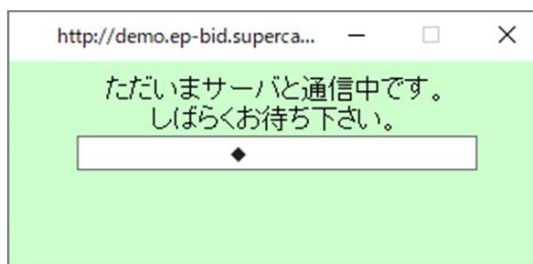 http://demo.ep-bid.superca...
ただいまサーバと通信中です。
しばらくお待ち下さい。